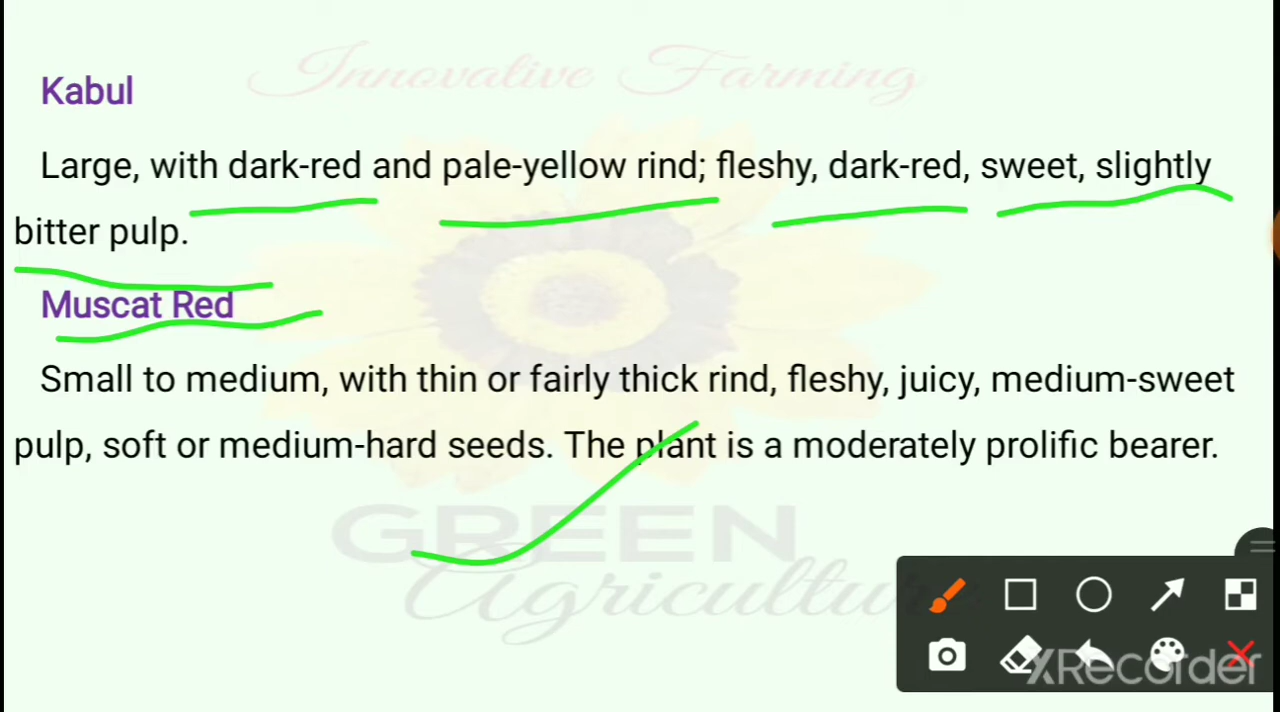 Innovative Farming
Kabul
Large, with dark-red and pale-yellow rind; fleshy, dark-red, sweet, slightly
bitter pulp.
Muscat Red
Small to medium, with thin or fairly thick rind, fleshy, juicy, medium-sweet
pulp, soft or medium-hard seeds. The plant is a moderately prolific bearer.
GREEN
Agricultu
XRecorder